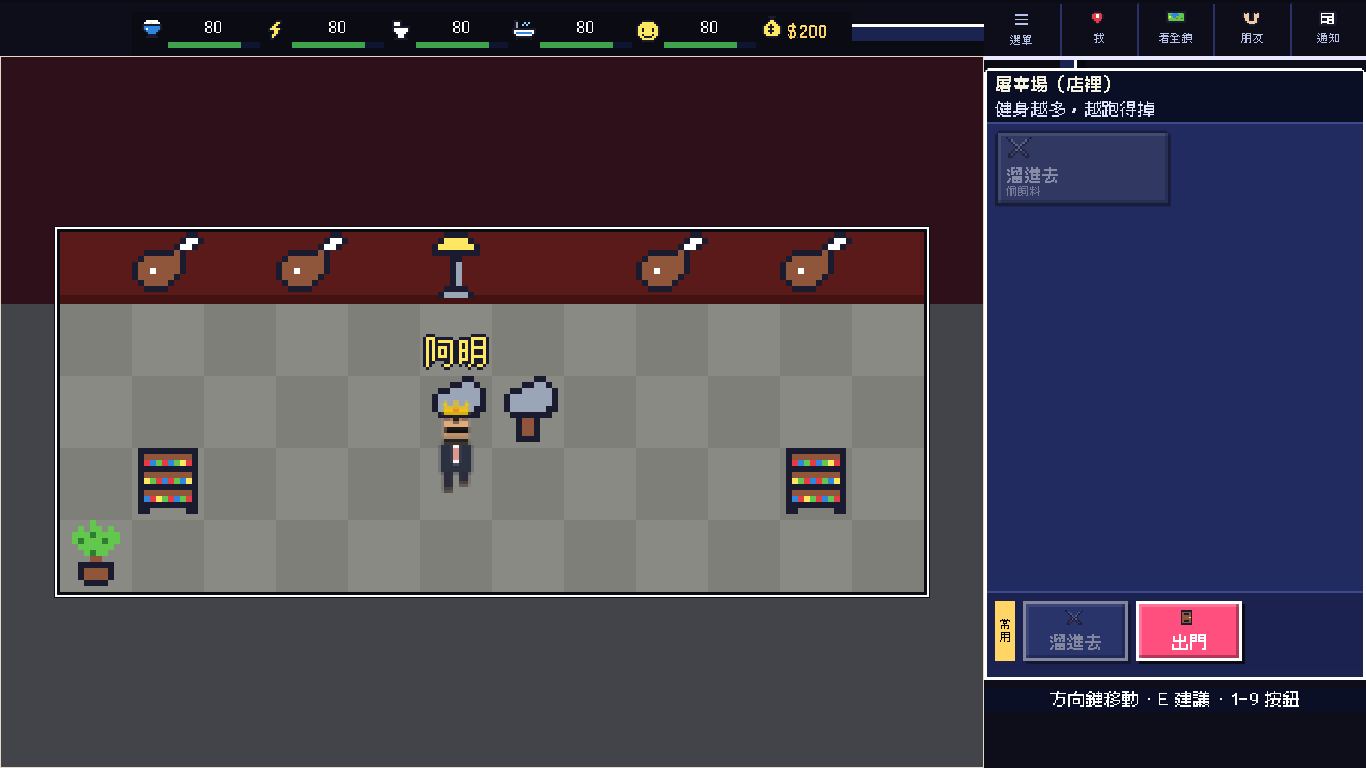 80
80
80
80
80
$200
選單
我
看全鎮
朋友
通知
屠宰場（店裡）
健身越多，越跑得掉
溜進去
偷飼料
阿明
常用
溜進去
出門
方向鍵移動・E 建議・1-9 按鈕